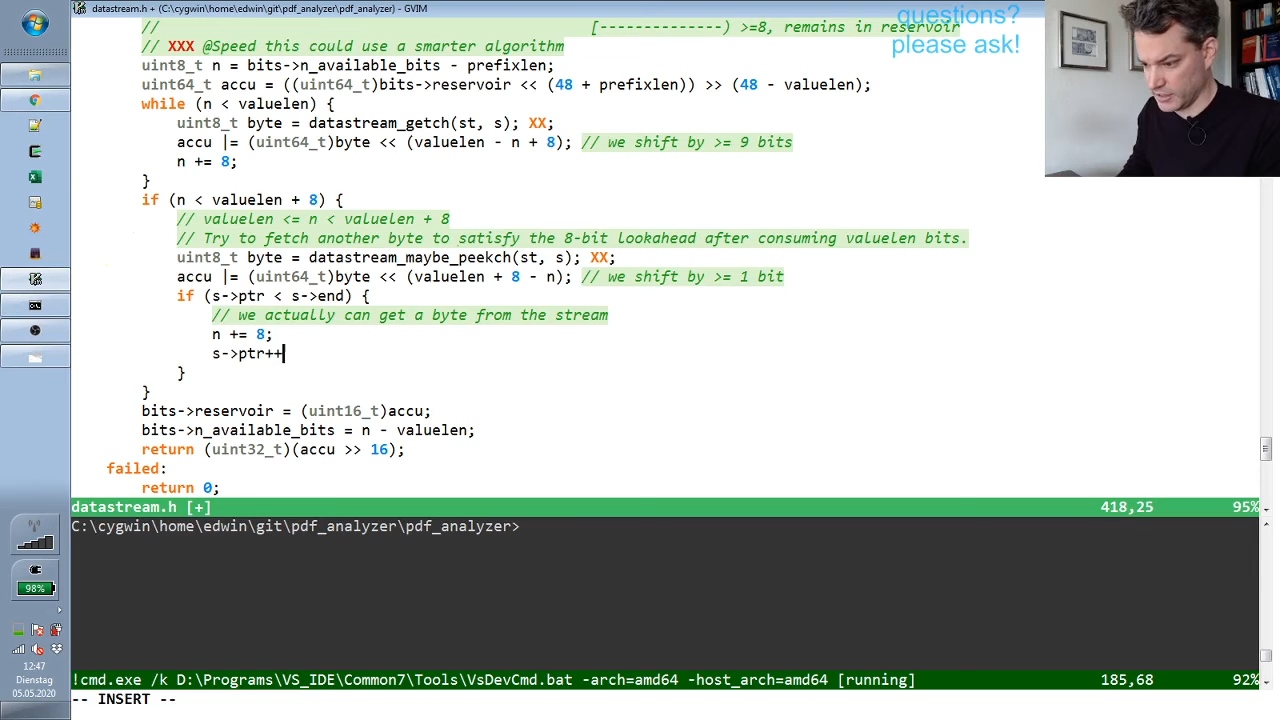 datastream.h + (C:\cygwin\home\edwin\git\pdf_analyzer\pdf_analyzer) - GVIM
questions?
please ask!
// [--------------) >=8, remains in reservoir
// XXX @Speed this could use a smarter algorithm
uint8_t n = bits->n_available_bits - prefixlen;
uint64_t accu = ((uint64_t)bits->reservoir << (48 + prefixlen)) >> (48 - valuelen);
while (n < valuelen) {
uint8_t byte = datastream_getch(st, s); XX;
accu |= (uint64_t)byte << (valuelen - n + 8); // we shift by >= 9 bits
n += 8;
}
if (n < valuelen + 8) {
// valuelen <= n < valuelen + 8
// Try to fetch another byte to satisfy the 8-bit lookahead after consuming valuelen bits.
uint8_t byte = datastream_maybe_peekch(st, s); XX;
accu |= (uint64_t)byte << (valuelen + 8 - n); // we shift by >= 1 bit
if (s->ptr < s->end) {
// we actually can get a byte from the stream
n += 8;
s->ptr++
}
}
bits->reservoir = (uint16_t)accu;
bits->n_available_bits = n - valuelen;
return (uint32_t)(accu >> 16);
failed:
return 0;
datastream.h [+] 418,25 95%
C:\cygwin\home\edwin\git\pdf_analyzer\pdf_analyzer>
!cmd.exe /k D:\Programs\VS_IDE\Common7\Tools\VsDevCmd.bat -arch=amd64 -host_arch=amd64 [running] 185,68 92%
-- INSERT --
98%
12:47
Dienstag
05.05.2020